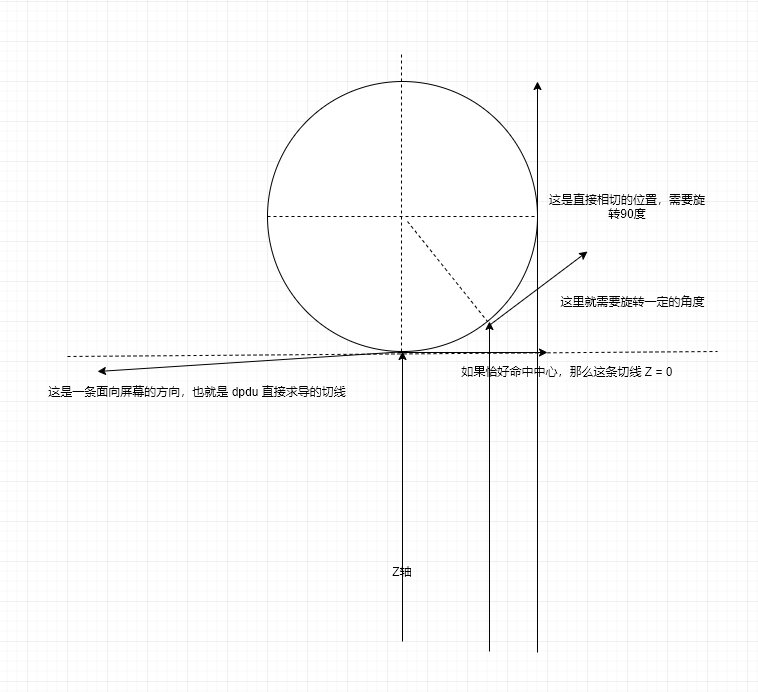 这是直接相切的位置，需要旋
转90度
这里就需要旋转一定的角度
如果恰好命中中心，那么这条切线 Z = 0
这是一条面向屏幕的方向，也就是 dpdu 直接求导的切线
Z轴